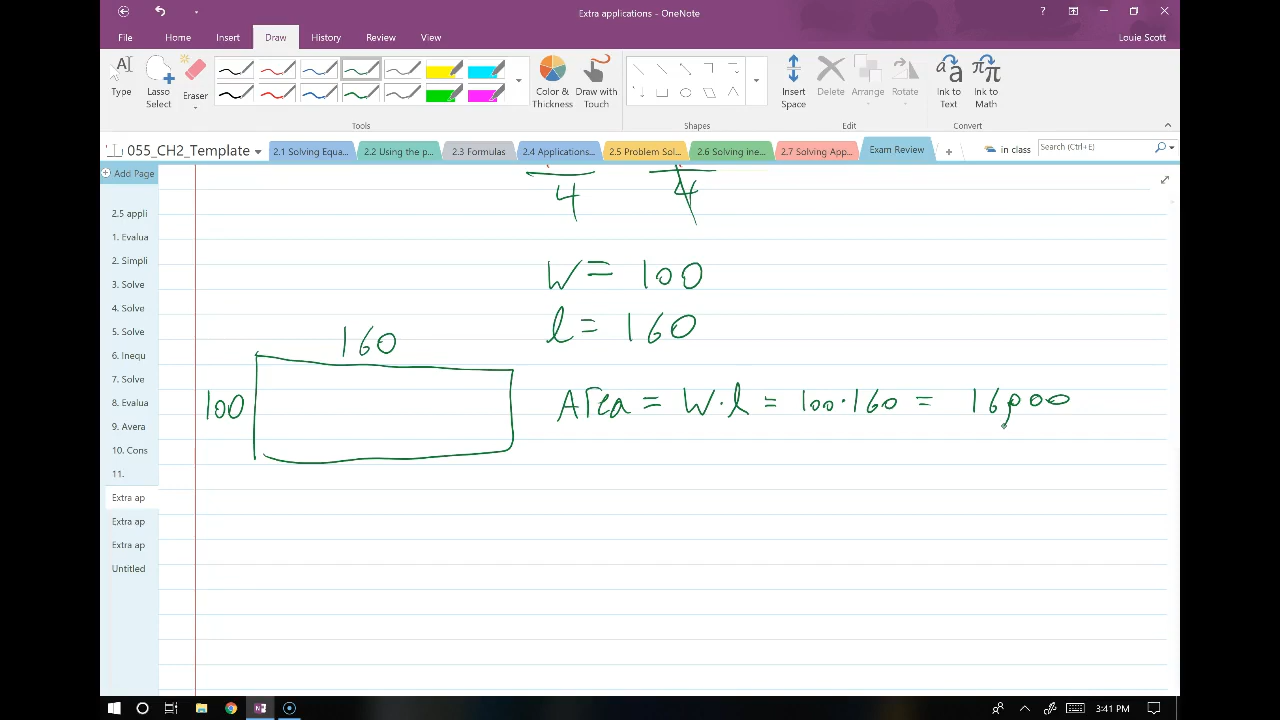 Extra applications - OneNote
?
Louie Scott
File Home Insert Draw History Review View
Type
Lasso Select
Eraser
Color & Thickness
Draw with Touch
Insert Space
Delete
Arrange
Rotate
Ink to Text
Ink to Math
Tools Shapes Edit Convert
055_CH2_Template
2.1 Solving Equa... 2.2 Using the p... 2.3 Formulas 2.4 Applications... 2.5 Problem Sol... 2.6 Solving ine... 2.7 Solving App... Exam Review + in class Search (Ctrl+E)
Add Page
2.5 appli
1. Evalua
2. Simpli
3. Solve
4. Solve
5. Solve
6. Inequ
7. Solve
8. Evalua
9. Avera
10. Cons
11.
Extra ap
Extra ap
Extra ap
Untitled
4 4
W = 100
l = 160
160
100
Area = W · l = 100 · 160 = 16,000
3:41 PM